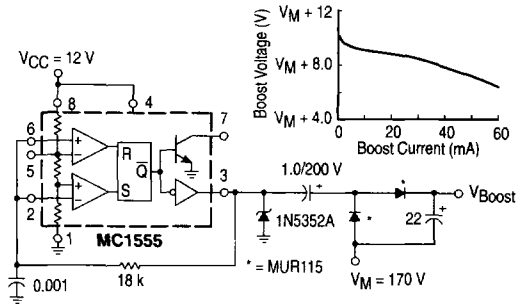 V_CC = 12 V
8
4
6
5
2
7
3
1
+
−
+
−
R
S
Q̅
MC1555
0.001
18 k
1N5352A
1.0/200 V
+
*
*
22
+
V_Boost
V_M = 170 V
* = MUR115
Boost Voltage (V)
V_M + 12
V_M + 8.0
V_M + 4.0
0
20
40
60
Boost Current (mA)